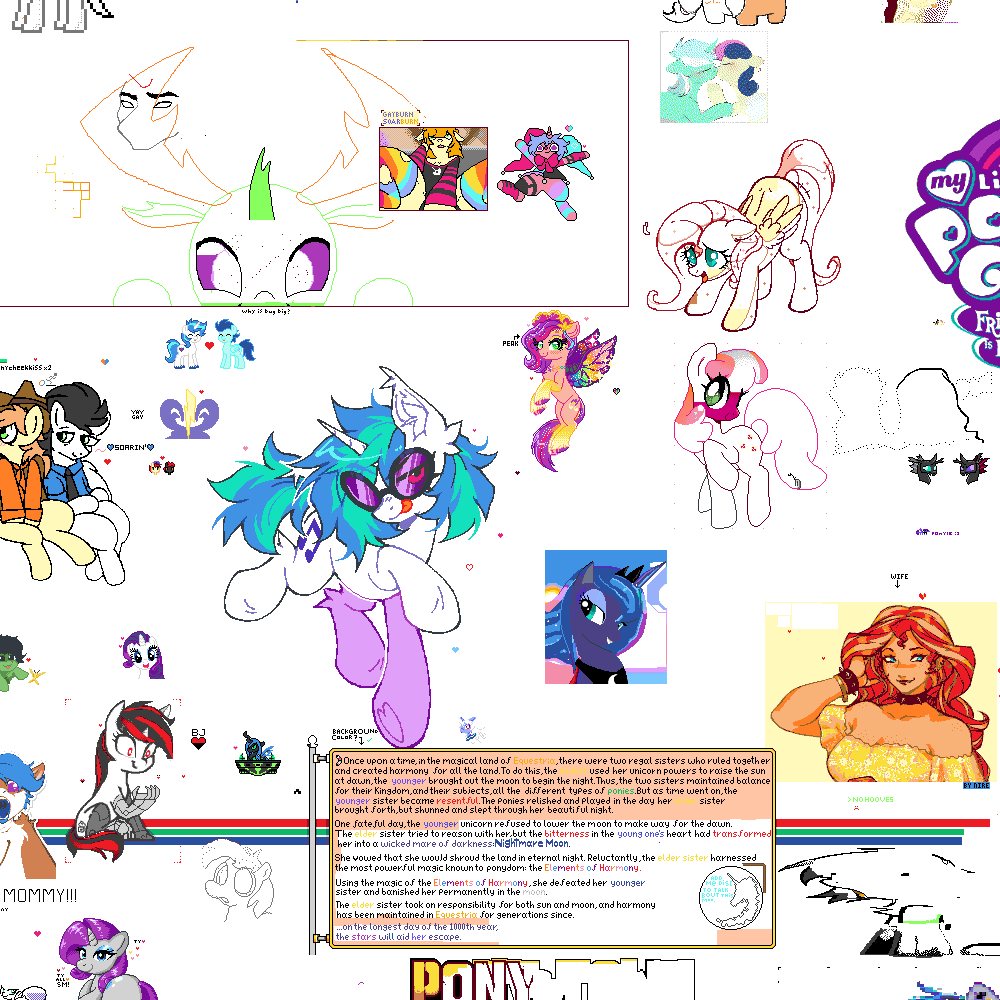 GAYBURN
SOARBURN
my Li
PO
FRIE
is
Why is bug big?
PEAK
nycheekkiss x2
YAY
GAY
SOARIN'
PONYIE :3
WIFE
BJ
BACKGROUND
COLOR?
Once upon a time, in the magical land of Equestria, there were two regal sisters who ruled together
and created harmony for all the land. To do this, the used her unicorn powers to raise the sun
at dawn, the younger brought out the moon to begin the night. Thus, the two sisters maintained balance
for their Kingdom, and their subjects, all the different types of ponies. But as time went on, the
younger sister became resentful. The Ponies relished and played in the day her sister
brought forth, but shunned and slept through her beautiful night.
One fateful day, the younger unicorn refused to lower the moon to make way for the dawn.
The elder sister tried to reason with her, but the bitterness in the young one's heart had transformed
her into a wicked mare of darkness: Nightmare Moon.
She vowed that she would shroud the land in eternal night. Reluctantly, the elder sister harnessed
the most powerful magic known to ponydom: the Elements of Harmony.
Using the magic of the Elements of Harmony, she defeated her younger
sister and banished her permanently in the moon.
The elder sister took on responsibility for both sun and moon, and harmony
has been maintained in Equestria for generations since.
...on the longest day of the 1000th year,
the stars will aid her escape.
BY NIRE
>NO HOOVES
MOMMY!!!
TY
ALL
SM!
TY
PONY